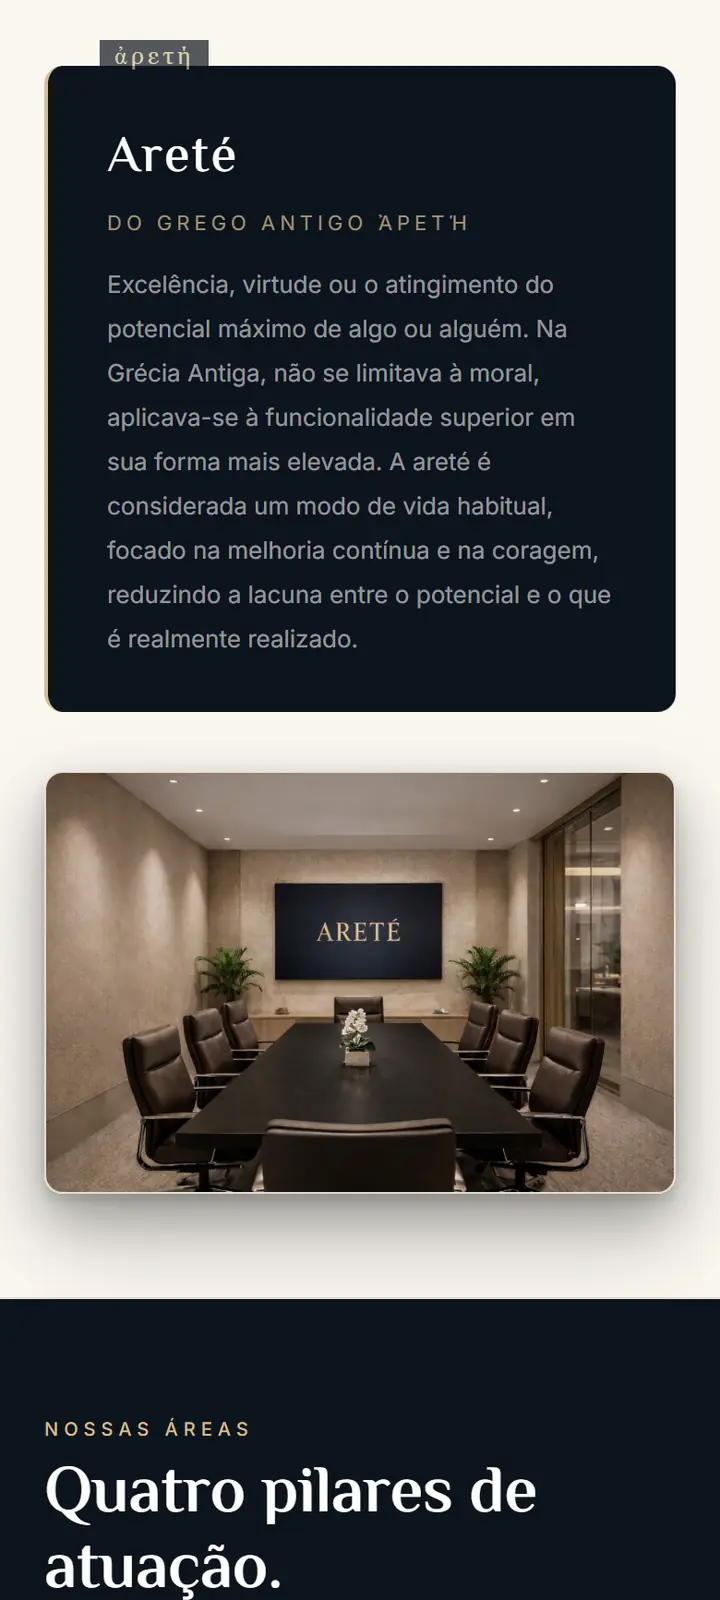 ἀρετή
Areté
DO GREGO ANTIGO ἈΡΕΤΉ
Excelência, virtude ou o atingimento do
potencial máximo de algo ou alguém. Na
Grécia Antiga, não se limitava à moral,
aplicava-se à funcionalidade superior em
sua forma mais elevada. A areté é
considerada um modo de vida habitual,
focado na melhoria contínua e na coragem,
reduzindo a lacuna entre o potencial e o que
é realmente realizado.
ARETÉ
NOSSAS ÁREAS
Quatro pilares de
atuação.